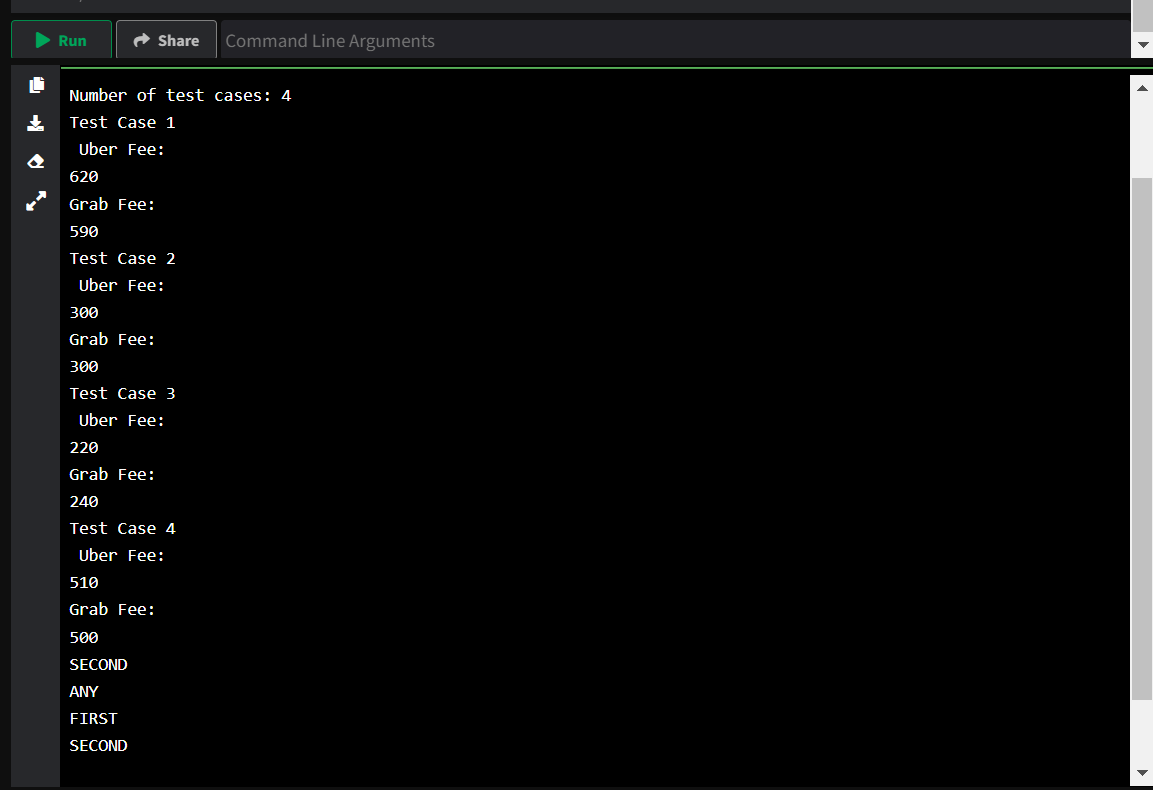 Run Share Command Line Arguments
Number of test cases: 4
Test Case 1
 Uber Fee:
620
Grab Fee:
590
Test Case 2
 Uber Fee:
300
Grab Fee:
300
Test Case 3
 Uber Fee:
220
Grab Fee:
240
Test Case 4
 Uber Fee:
510
Grab Fee:
500
SECOND
ANY
FIRST
SECOND